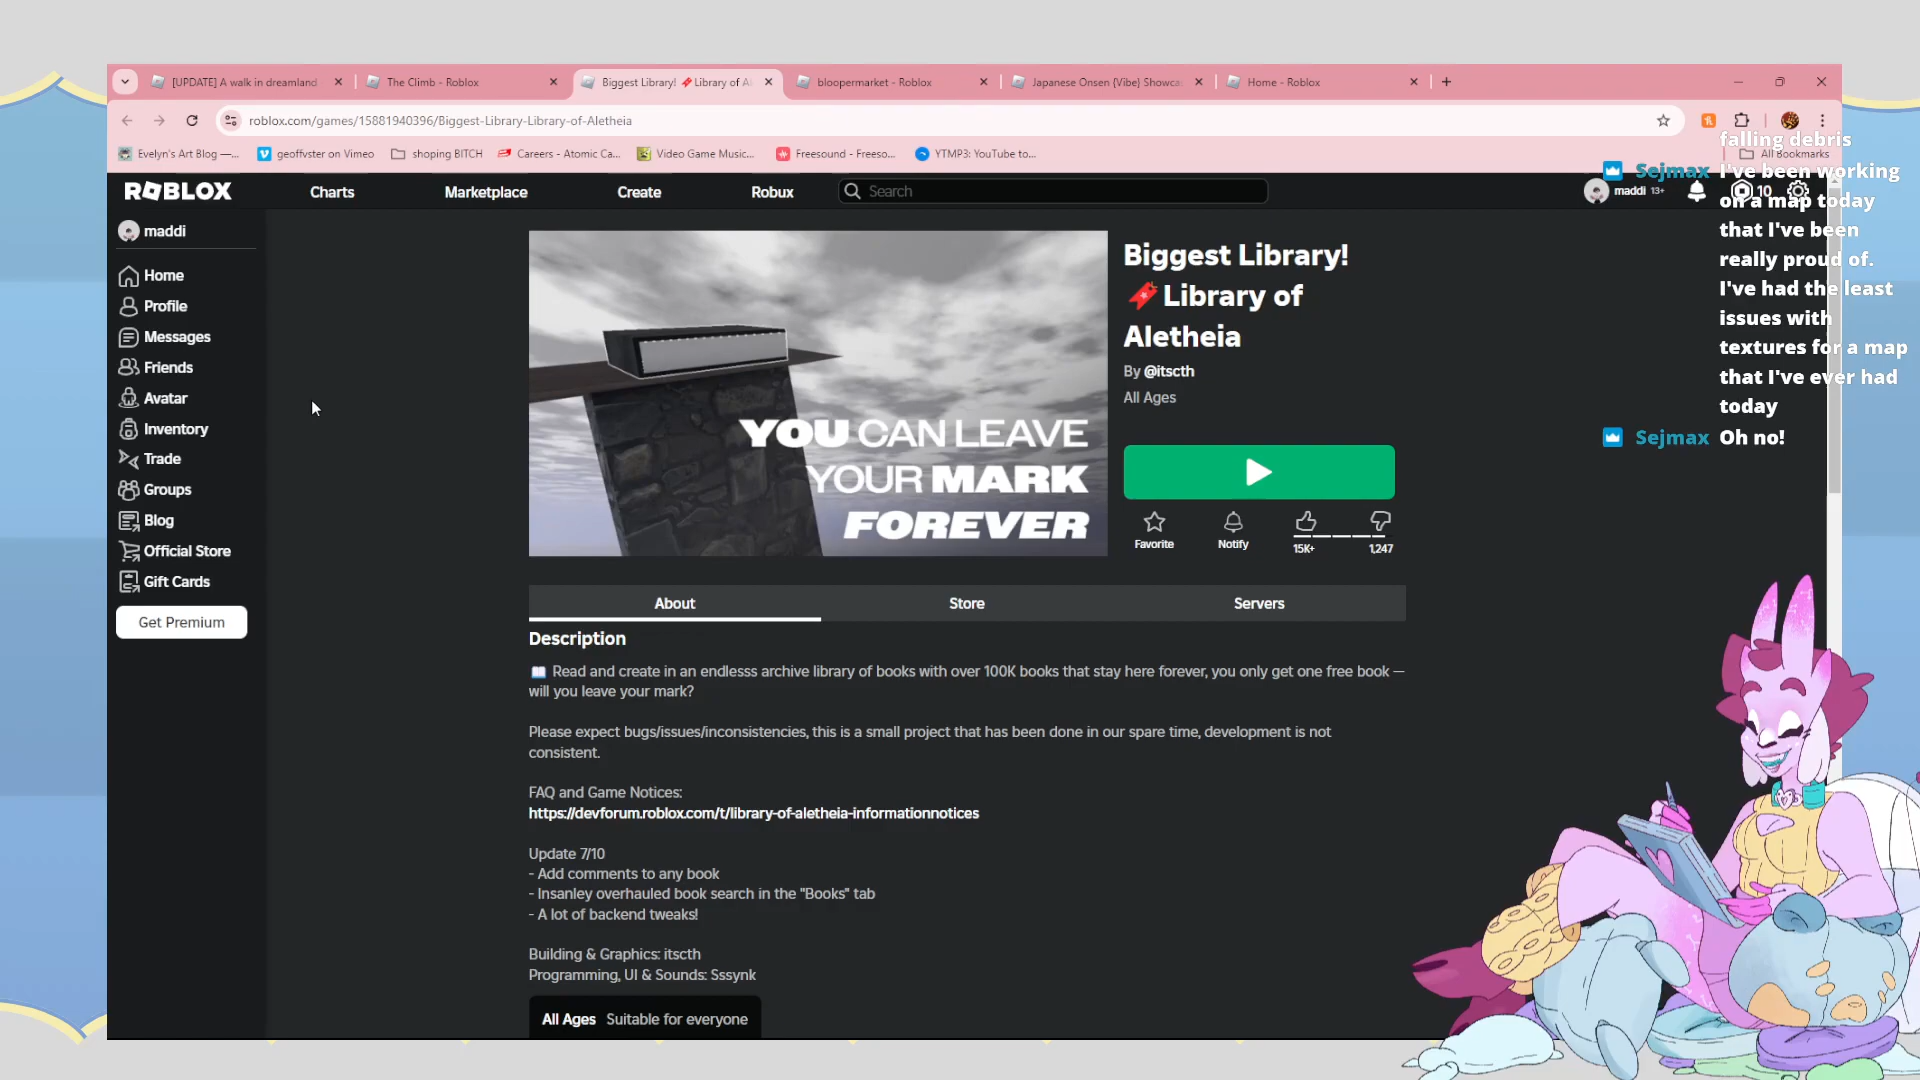 [UPDATE] A walk in dreamland
The Climb - Roblox
Biggest Library! Library of Al
bloopermarket - Roblox
Japanese Onsen {Vibe} Showca
Home - Roblox
roblox.com/games/15881940396/Biggest-Library-Library-of-Aletheia
Evelyn's Art Blog —...
geoffvster on Vimeo
shoping BITCH
Careers - Atomic Ca...
Video Game Music...
Freesound - Freeso...
YTMP3: YouTube to...
All Bookmarks
ROBLOX
Charts
Marketplace
Create
Robux
Search
maddi 13+
10
maddi
Home
Profile
Messages
Friends
Avatar
Inventory
Trade
Groups
Blog
Official Store
Gift Cards
Get Premium
YOU CAN LEAVE
YOUR MARK
FOREVER
Biggest Library!
Library of
Aletheia
By @itscth
All Ages
Favorite
Notify
15K+
1,247
About
Store
Servers
Description
Read and create in an endlesss archive library of books with over 100K books that stay here forever, you only get one free book —
will you leave your mark?
Please expect bugs/issues/inconsistencies, this is a small project that has been done in our spare time, development is not
consistent.
FAQ and Game Notices:
https://devforum.roblox.com/t/library-of-aletheia-informationnotices
Update 7/10
- Add comments to any book
- Insanley overhauled book search in the "Books" tab
- A lot of backend tweaks!
Building & Graphics: itscth
Programming, UI & Sounds: Sssynk
All Ages Suitable for everyone
falling debris
Sejmax I've been working
on a map today
that I've been
really proud of.
I've had the least
issues with
textures for a map
that I've ever had
today
Sejmax Oh no!